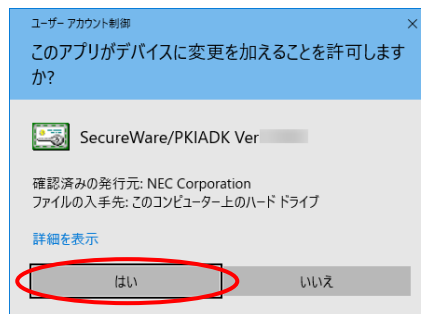 ユーザー アカウント制御
このアプリがデバイスに変更を加えることを許可します
か?
SecureWare/PKIADK Ver
確認済みの発行元: NEC Corporation
ファイルの入手先: このコンピューター上のハード ドライブ
詳細を表示
はい
いいえ